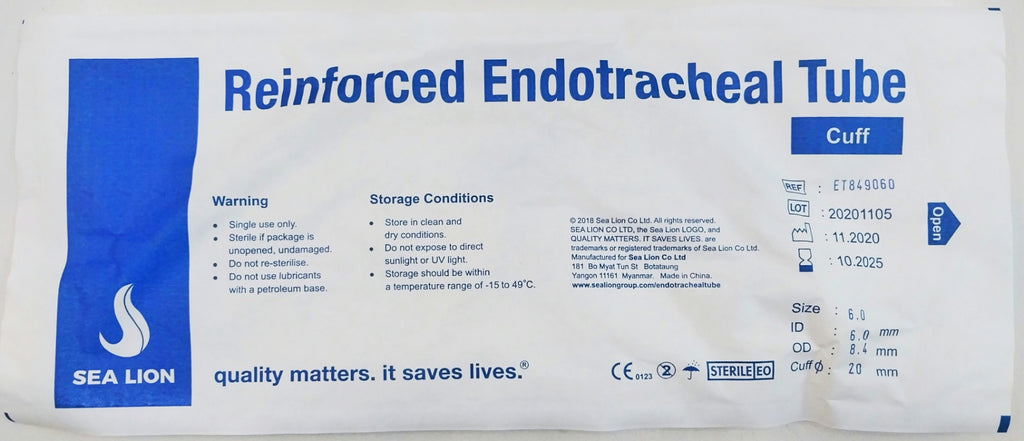 Reinforced Endotracheal Tube
Cuff
Warning
• Single use only.
• Sterile if package is
unopened, undamaged.
• Do not re-sterilise.
• Do not use lubricants
with a petroleum base.
Storage Conditions
• Store in clean and
dry conditions.
• Do not expose to direct
sunlight or UV light.
• Storage should be within
a temperature range of -15 to 49°C.
© 2018 Sea Lion Co Ltd. All rights reserved.
SEA LION CO LTD, the Sea Lion LOGO, and
QUALITY MATTERS. IT SAVES LIVES. are
trademarks or registered trademarks of Sea Lion Co Ltd.
Manufactured for Sea Lion Co Ltd
181 Bo Myat Tun St Botataung
Yangon 11161 Myanmar. Made in China.
www.sealiongroup.com/endotrachealtube
REF : ET849060
LOT : 20201105
: 11.2020
: 10.2025
Open
Size : 6.0
ID : 6.0 mm
OD : 8.4 mm
Cuff ϕ : 20 mm
SEA LION
quality matters. it saves lives.®
CE 0123 2 STERILE EO